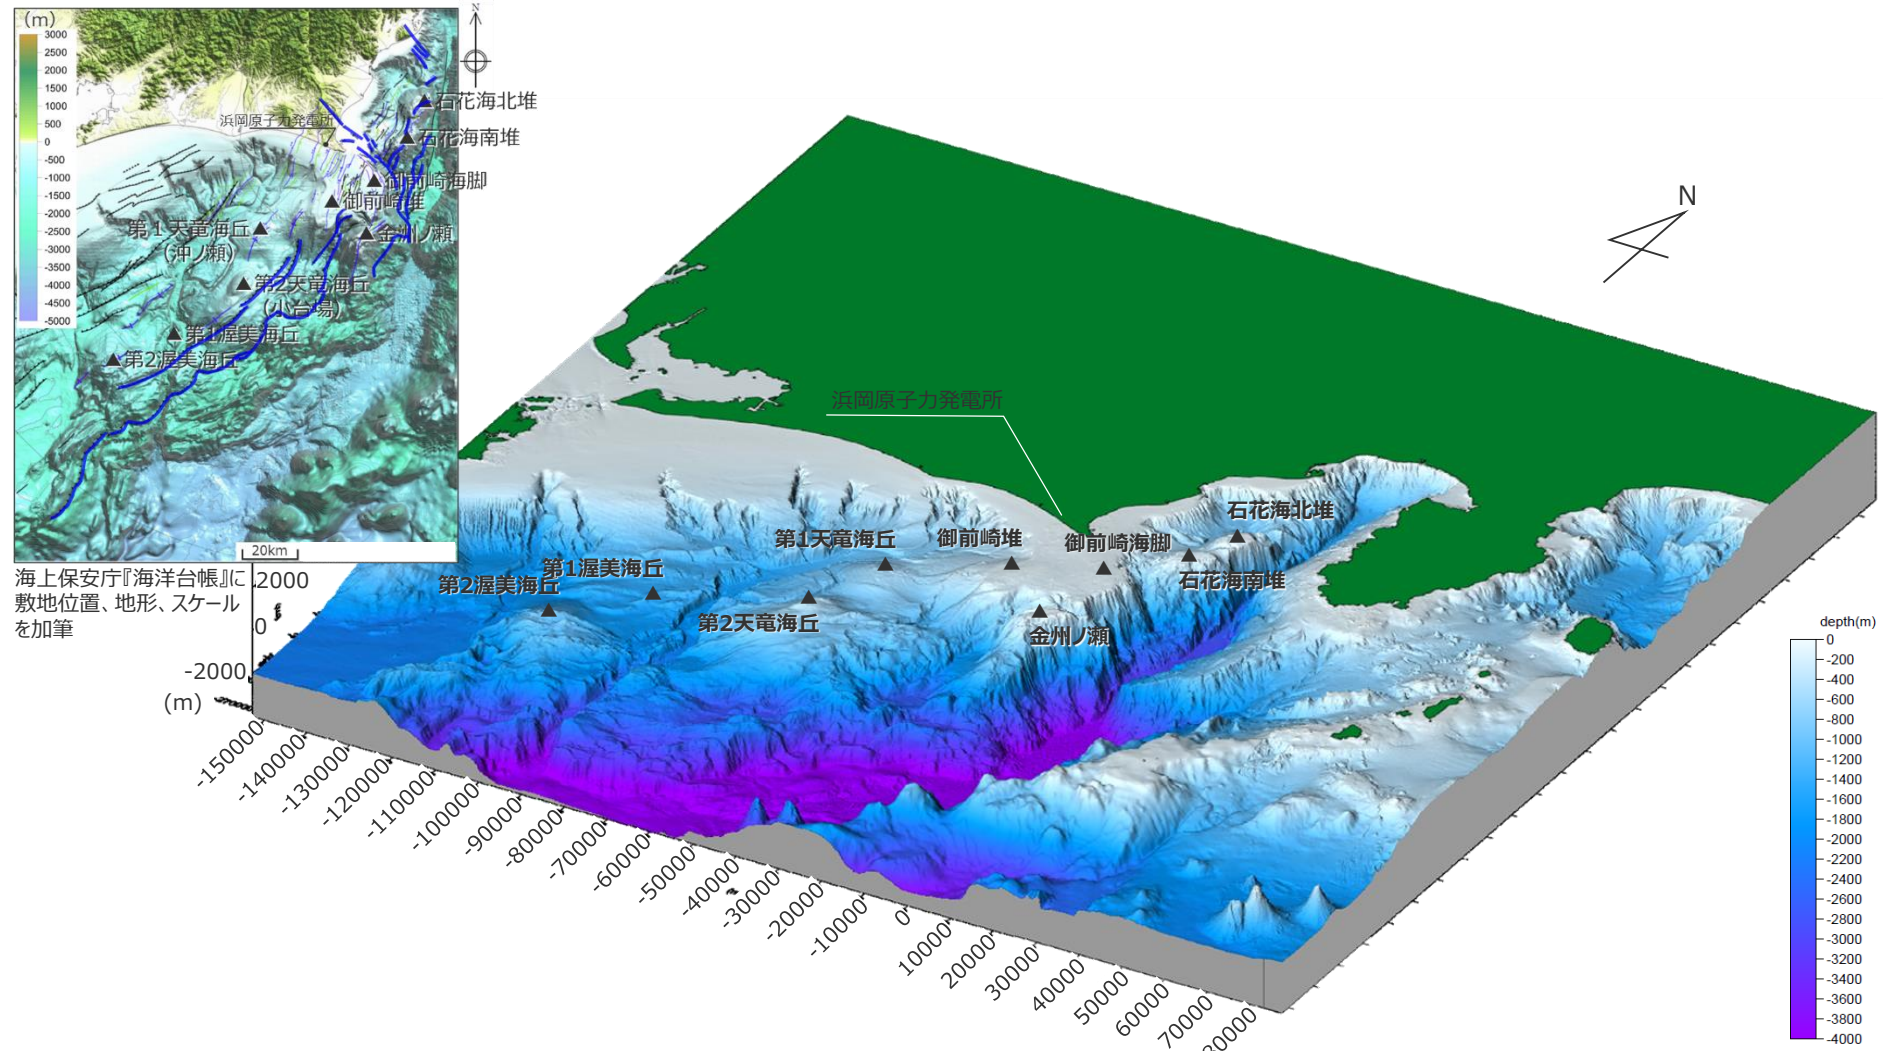 (m)
3000
2500
2000
1500
1000
500
0
-500
-1000
-1500
-2000
-2500
-3000
-3500
-4000
-4500
-5000
N
石花海北堆
浜岡原子力発電所
石花海南堆
御前崎海脚
御前崎堆
第1天竜海丘
(沖ノ瀬)
金州ノ瀬
第2天竜海丘
(小台場)
第1渥美海丘
第2渥美海丘
20km
海上保安庁『海洋台帳』に
敷地位置、地形、スケール
を加筆
N
浜岡原子力発電所
石花海北堆
第1天竜海丘
御前崎堆
御前崎海脚
第1渥美海丘
第2渥美海丘
石花海南堆
第2天竜海丘
金州ノ瀬
2000
0
-2000
(m)
-150000
-140000
-130000
-120000
-110000
-100000
-90000
-80000
-70000
-60000
-50000
-40000
-30000
-20000
-10000
0
10000
20000
30000
40000
50000
60000
70000
80000
depth(m)
0
-200
-400
-600
-800
-1000
-1200
-1400
-1600
-1800
-2000
-2200
-2400
-2600
-2800
-3000
-3200
-3400
-3600
-3800
-4000